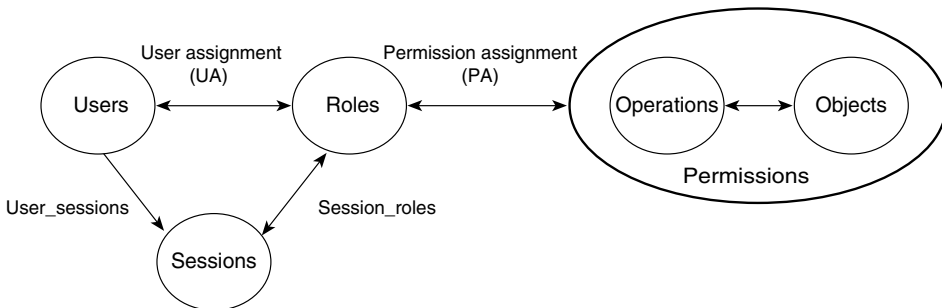 User assignment
(UA)
Permission assignment
(PA)
Users
Roles
Operations
Objects
Permissions
User_sessions
Session_roles
Sessions